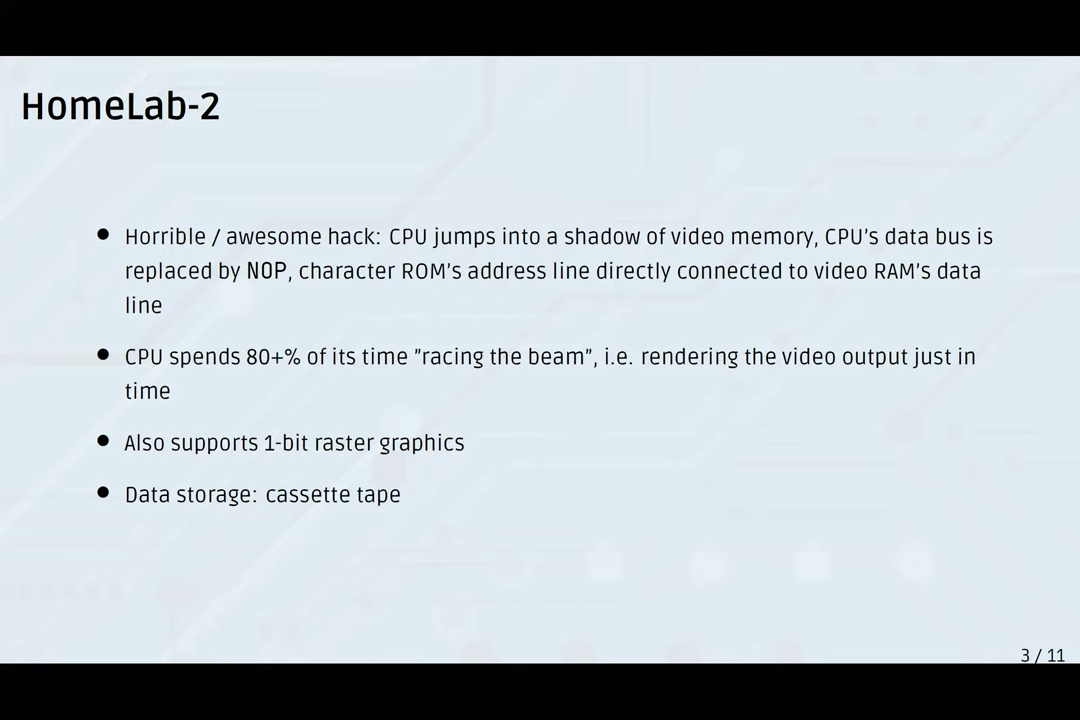 HomeLab-2
• Horrible / awesome hack: CPU jumps into a shadow of video memory, CPU's data bus is
replaced by NOP, character ROM's address line directly connected to video RAM's data
line
• CPU spends 80+% of its time ”racing the beam”, i.e. rendering the video output just in
time
• Also supports 1-bit raster graphics
• Data storage: cassette tape
3 / 11